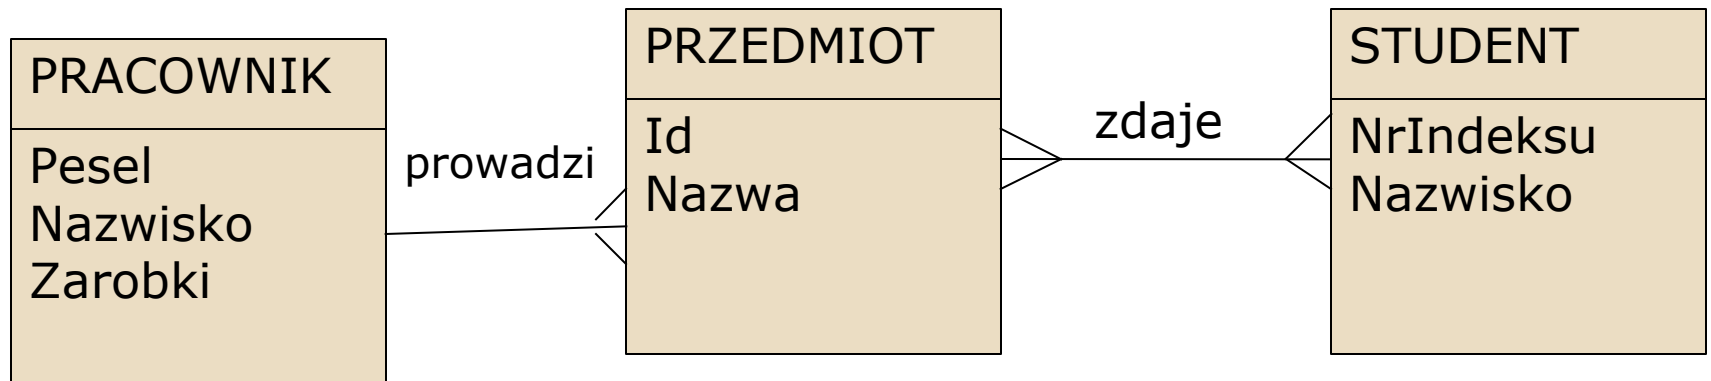 PRACOWNIK
Pesel
Nazwisko
Zarobki
prowadzi
PRZEDMIOT
Id
Nazwa
zdaje
STUDENT
NrIndeksu
Nazwisko